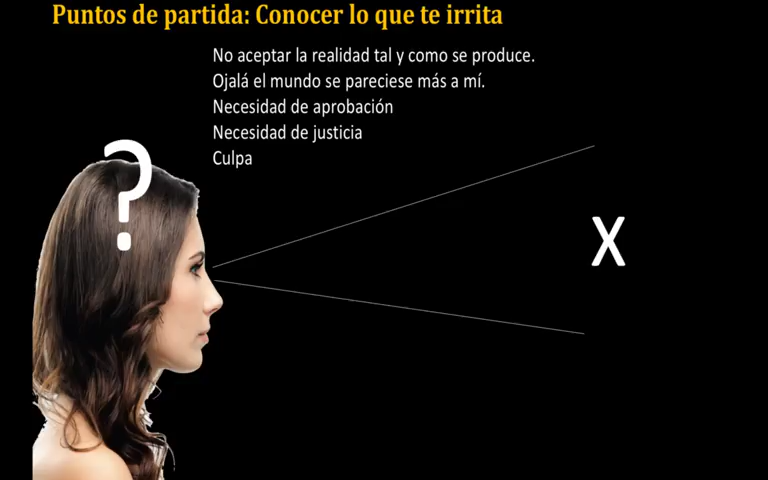 Puntos de partida: Conocer lo que te irrita
No aceptar la realidad tal y como se produce.
Ojalá el mundo se pareciese más a mí.
Necesidad de aprobación
Necesidad de justicia
Culpa
?
X